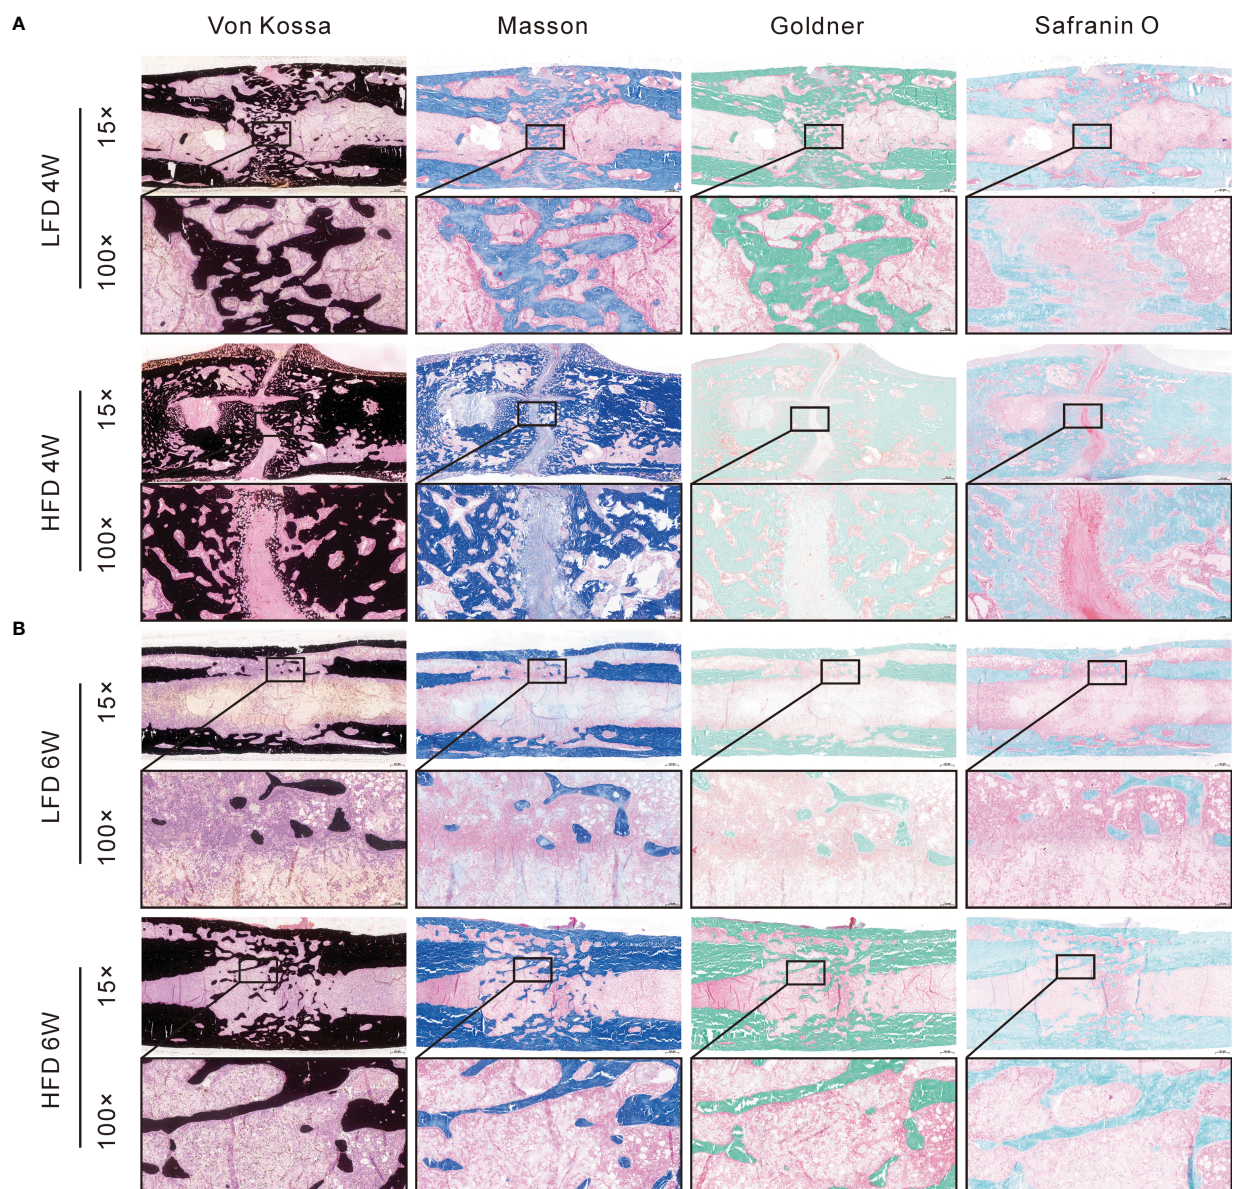 A
Von Kossa
Masson
Goldner
Safranin O
LFD 4W
15×
100×
HFD 4W
15×
100×
B
LFD 6W
15×
100×
HFD 6W
15×
100×